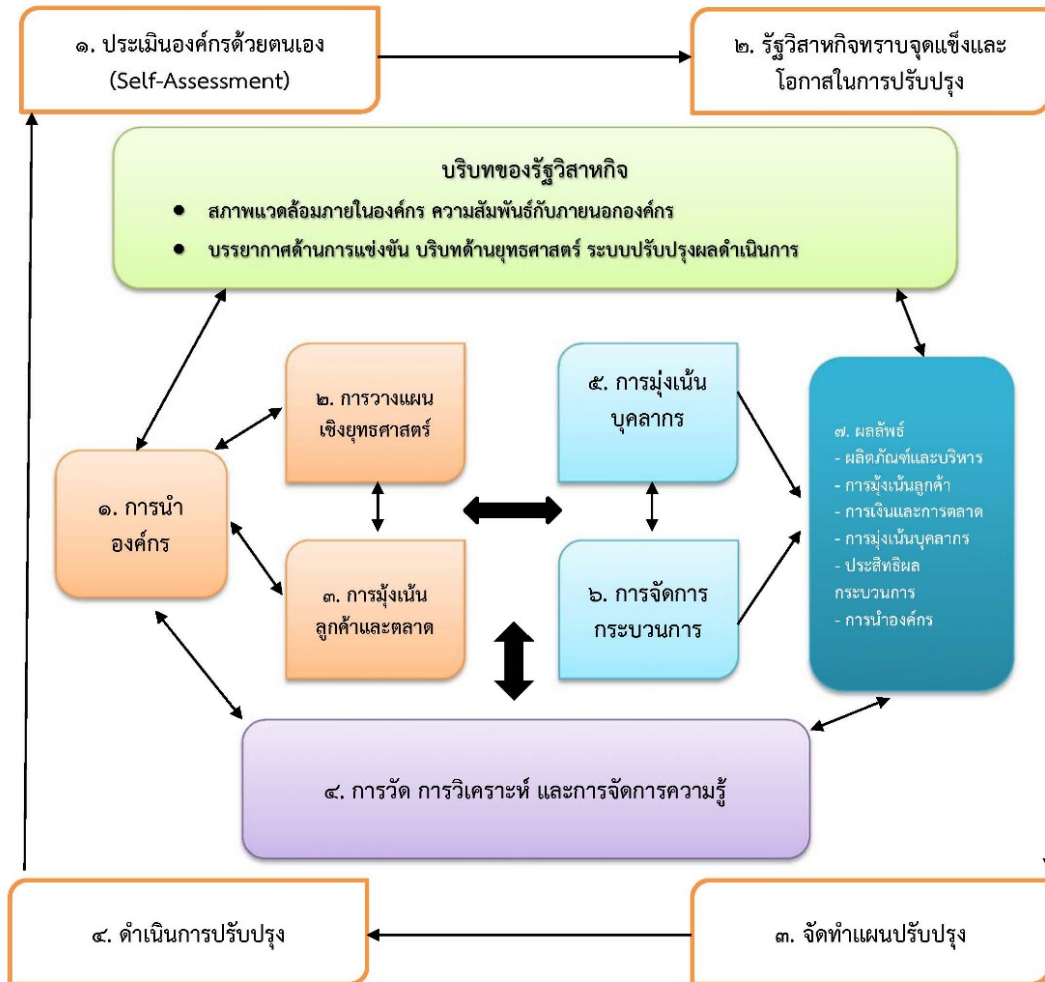 ๑. ประเมินองค์กรด้วยตนเอง
(Self-Assessment)
๒. รัฐวิสาหกิจทราบจุดแข็งและ
โอกาสในการปรับปรุง
บริบทของรัฐวิสาหกิจ
● สภาพแวดล้อมภายในองค์กร ความสัมพันธ์กับภายนอกองค์กร
● บรรยากาศด้านการแข่งขัน บริบทด้านยุทธศาสตร์ ระบบปรับปรุงผลดำเนินการ
๑. การนำ
องค์กร
๒. การวางแผน
เชิงยุทธศาสตร์
๓. การมุ้งเน้น
ลูกค้าและตลาด
๕. การมุ่งเน้น
บุคลากร
๖. การจัดการ
กระบวนการ
๗. ผลลัพธ์
- ผลิตภัณฑ์และบริหาร
- การมุ้งเน้นลูกค้า
- การเงินและการตลาด
- การมุ่งเน้นบุคลากร
- ประสิทธิผล
กระบวนการ
- การนำองค์กร
๔. การวัด การวิเคราะห์ และการจัดการความรู้
๔. ดำเนินการปรับปรุง
๓. จัดทำแผนปรับปรุง